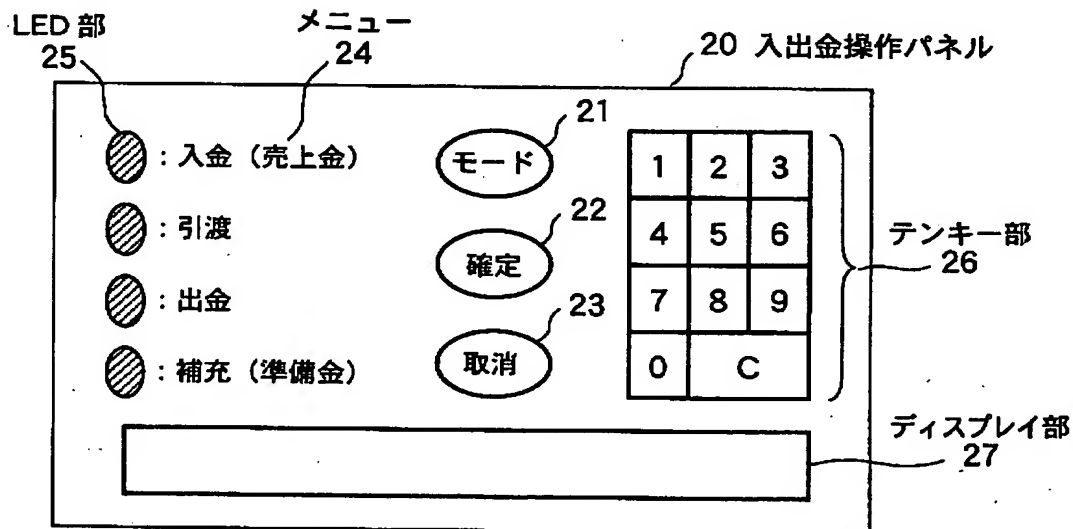 LED 部
25
メニュー
24
20 入出金操作パネル
：入金（売上金）
：引渡
：出金
：補充（準備金）
21
モード
22
確定
23
取消
1 2 3
4 5 6
7 8 9
0 C
テンキー部
26
ディスプレイ部
27